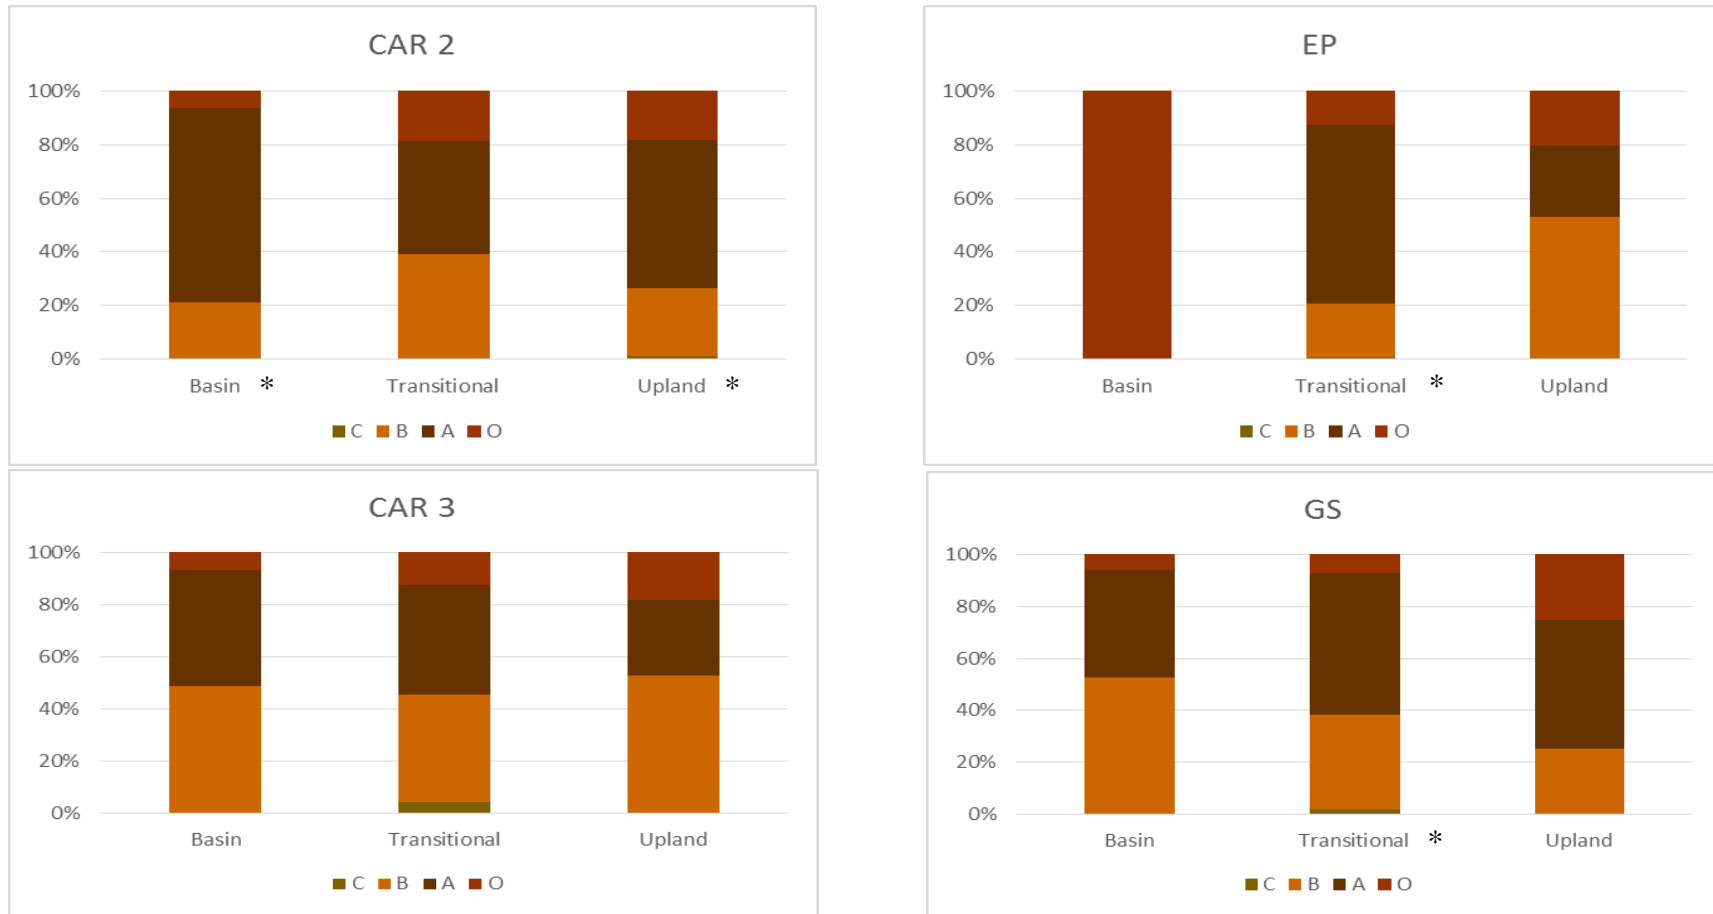 CAR 2
100%
80%
60%
40%
20%
0%
Basin *
Transitional
Upland *
C B A O
EP
100%
80%
60%
40%
20%
0%
Basin
Transitional *
Upland
C B A O
CAR 3
100%
80%
60%
40%
20%
0%
Basin
Transitional
Upland
C B A O
GS
100%
80%
60%
40%
20%
0%
Basin
Transitional *
Upland
C B A O